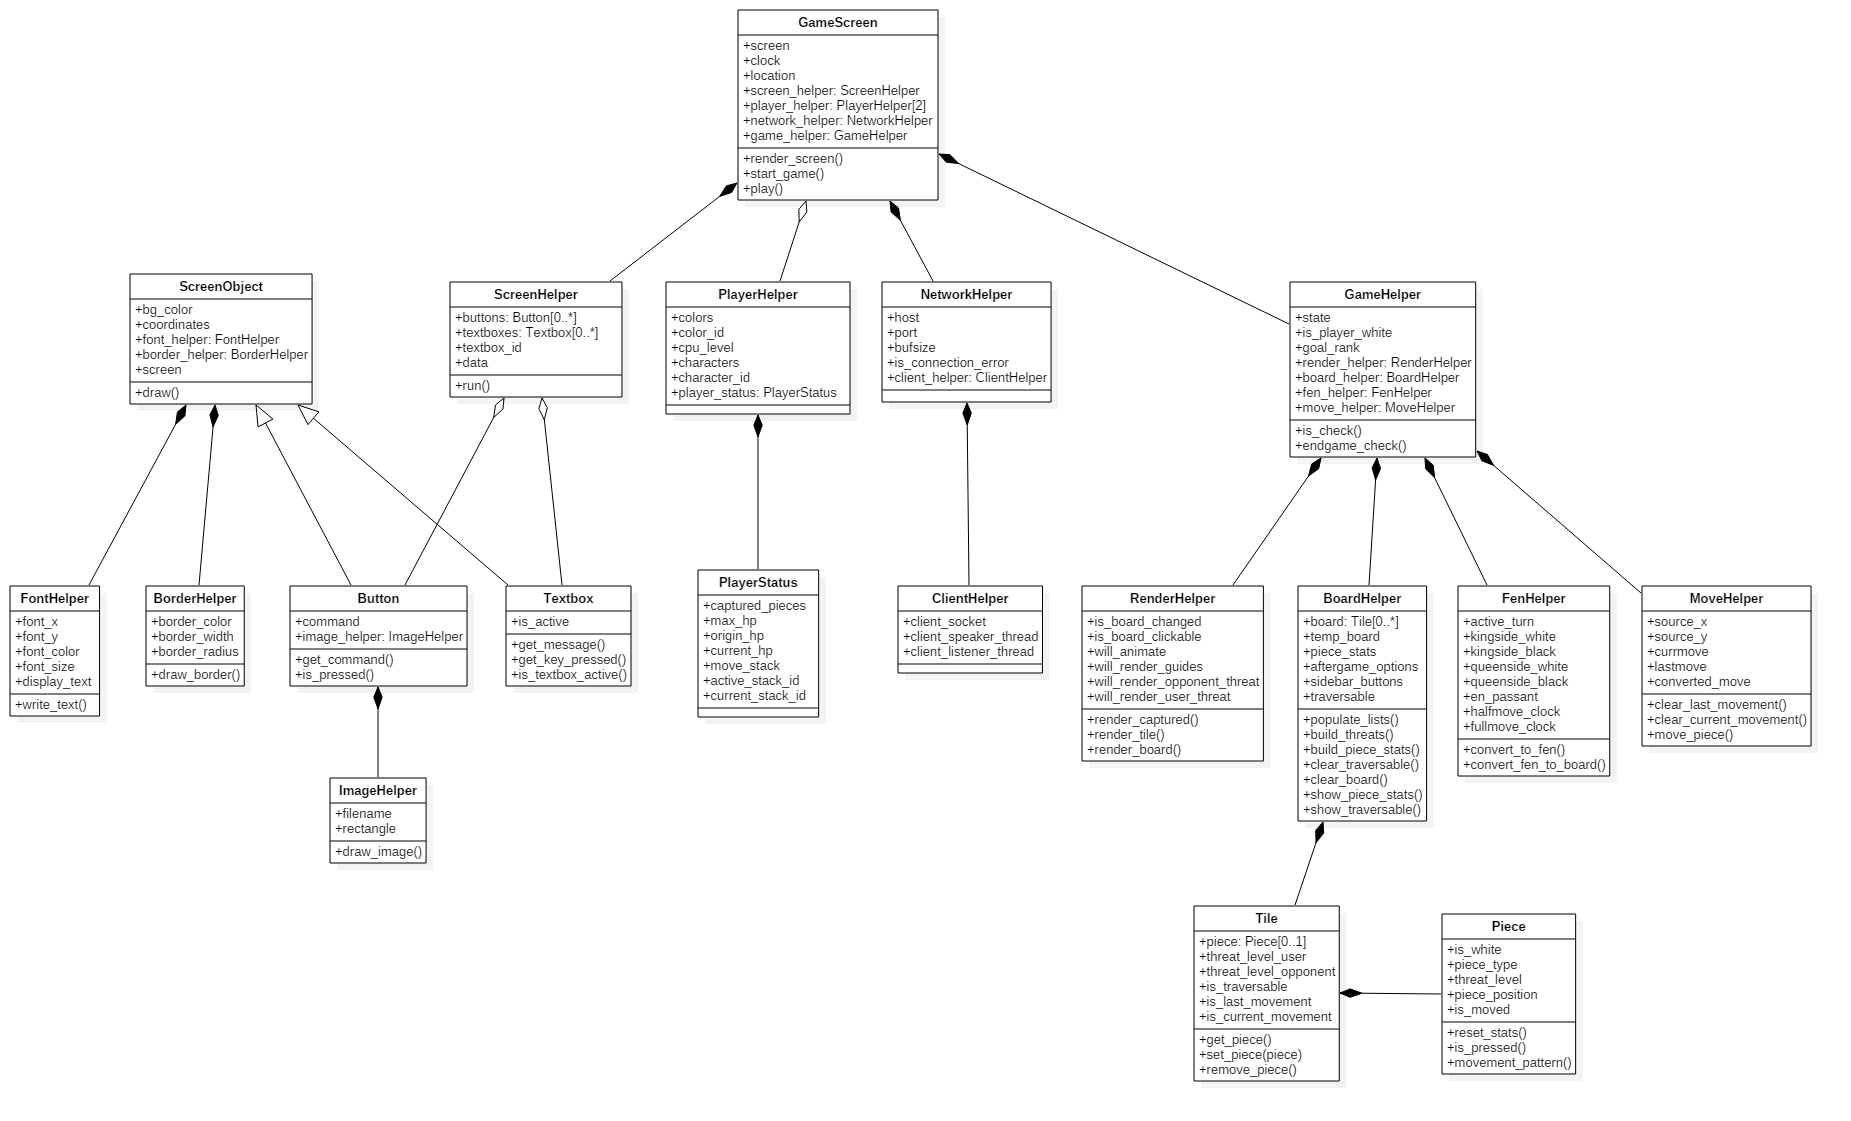 GameScreen
+screen
+clock
+location
+screen_helper: ScreenHelper
+player_helper: PlayerHelper[2]
+network_helper: NetworkHelper
+game_helper: GameHelper
+render_screen()
+start_game()
+play()
ScreenObject
+bg_color
+coordinates
+font_helper: FontHelper
+border_helper: BorderHelper
+screen
+draw()
ScreenHelper
+buttons: Button[0..*]
+textboxes: Textbox[0..*]
+textbox_id
+data
+run()
PlayerHelper
+colors
+color_id
+cpu_level
+characters
+character_id
+player_status: PlayerStatus
NetworkHelper
+host
+port
+bufsize
+is_connection_error
+client_helper: ClientHelper
GameHelper
+state
+is_player_white
+goal_rank
+render_helper: RenderHelper
+board_helper: BoardHelper
+fen_helper: FenHelper
+move_helper: MoveHelper
+is_check()
+endgame_check()
FontHelper
+font_x
+font_y
+font_color
+font_size
+display_text
+write_text()
BorderHelper
+border_color
+border_width
+border_radius
+draw_border()
Button
+command
+image_helper: ImageHelper
+get_command()
+is_pressed()
Textbox
+is_active
+get_message()
+get_key_pressed()
+is_textbox_active()
PlayerStatus
+captured_pieces
+max_hp
+origin_hp
+current_hp
+move_stack
+active_stack_id
+current_stack_id
ClientHelper
+client_socket
+client_speaker_thread
+client_listener_thread
RenderHelper
+is_board_changed
+is_board_clickable
+will_animate
+will_render_guides
+will_render_opponent_threat
+will_render_user_threat
+render_captured()
+render_tile()
+render_board()
BoardHelper
+board: Tile[0..*]
+temp_board
+piece_stats
+aftergame_options
+sidebar_buttons
+traversable
+populate_lists()
+build_threats()
+build_piece_stats()
+clear_traversable()
+clear_board()
+show_piece_stats()
+show_traversable()
FenHelper
+active_turn
+kingside_white
+kingside_black
+queenside_white
+queenside_black
+en_passant
+halfmove_clock
+fullmove_clock
+convert_to_fen()
+convert_fen_to_board()
MoveHelper
+source_x
+source_y
+currmove
+lastmove
+converted_move
+clear_last_movement()
+clear_current_movement()
+move_piece()
ImageHelper
+filename
+rectangle
+draw_image()
Tile
+piece: Piece[0..1]
+threat_level_user
+threat_level_opponent
+is_traversable
+is_last_movement
+is_current_movement
+get_piece()
+set_piece(piece)
+remove_piece()
Piece
+is_white
+piece_type
+threat_level
+piece_position
+is_moved
+reset_stats()
+is_pressed()
+movement_pattern()